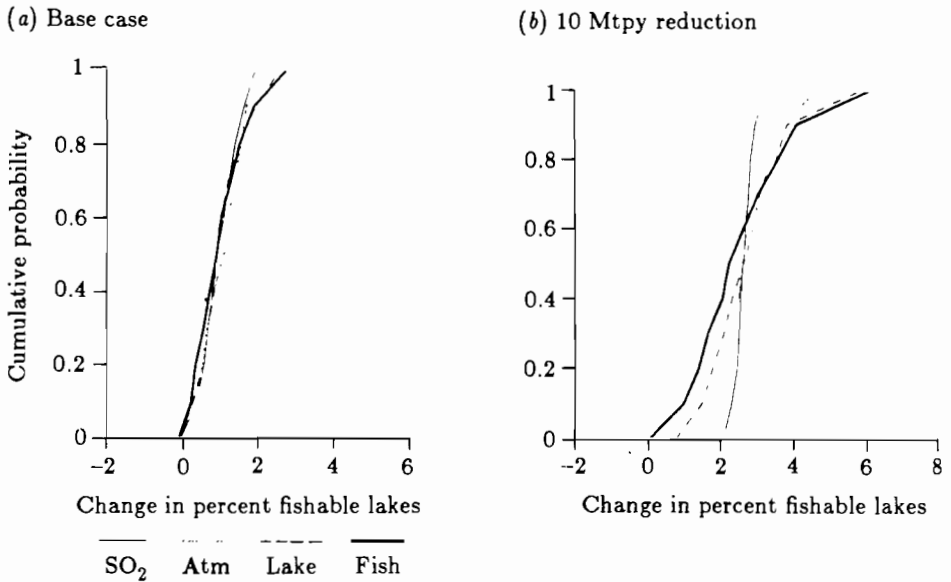 (a) Base case
(b) 10 Mtpy reduction
Cumulative probability
1
0.8
0.6
0.4
0.2
0
-2 0 2 4 6
Change in percent fishable lakes
1
0.8
0.6
0.4
0.2
0
-2 0 2 4 6 8
Change in percent fishable lakes
SO₂ Atm Lake Fish